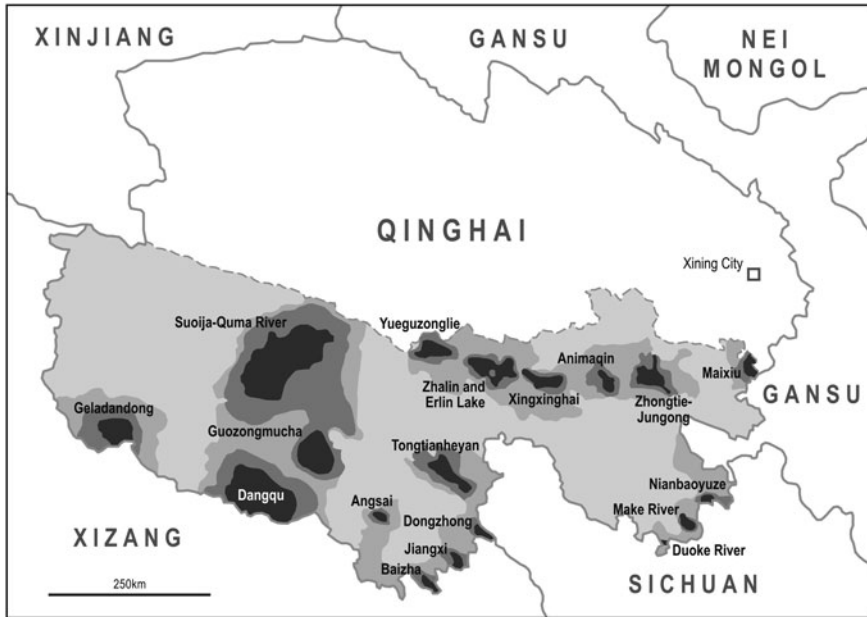 XINJIANG
GANSU
NEI
MONGOL
QINGHAI
Xining City
Suoija-Quma River
Yueguzonglie
Animaqin
Maixiu
Zhalin and
Erlin Lake
Xingxinghai
Zhongtie-
Jungong
GANSU
Geladandong
Guozongmucha
Tongtianheyan
Nianbaoyuze
Dangqu
Angsai
Make River
Dongzhong
XIZANG
Jiangxi
Duoke River
Baizha
SICHUAN
250km